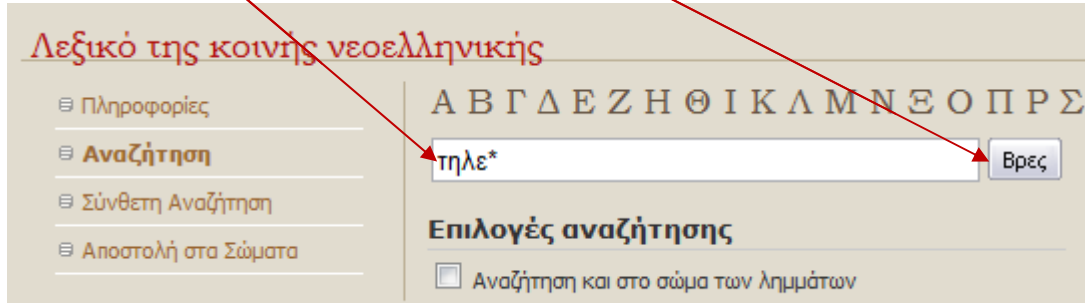 Λεξικό της κοινής νεοελληνικής
Πληροφορίες
Αναζήτηση
Σύνθετη Αναζήτηση
Αποστολή στα Σώματα
Α Β Γ Δ Ε Ζ Η Θ Ι Κ Λ Μ Ν Ξ Ο Π Ρ Σ
τηλε*
Βρες
Επιλογές αναζήτησης
Αναζήτηση και στο σώμα των λημμάτων